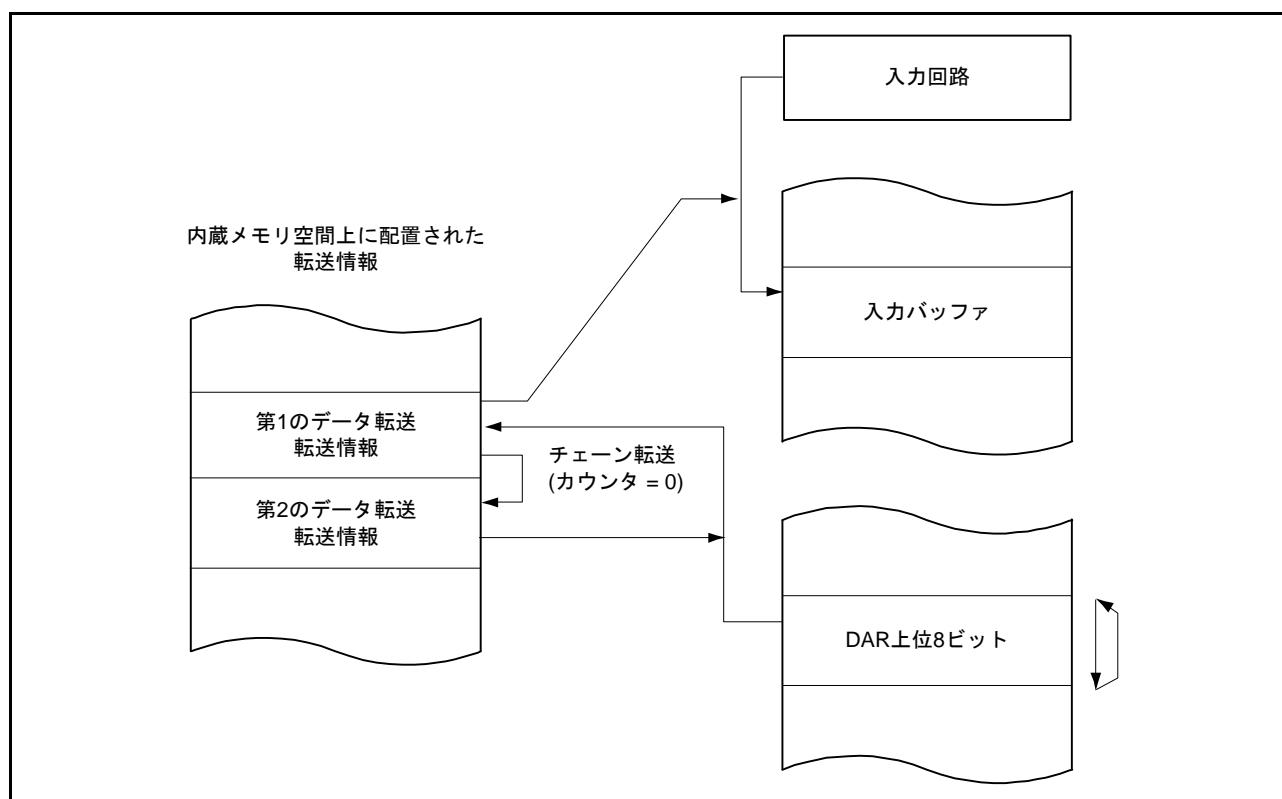 入力回路
内蔵メモリ空間上に配置された
転送情報
入力バッファ
第1のデータ転送
転送情報
チェーン転送
(カウンタ = 0)
第2のデータ転送
転送情報
DAR上位8ビット